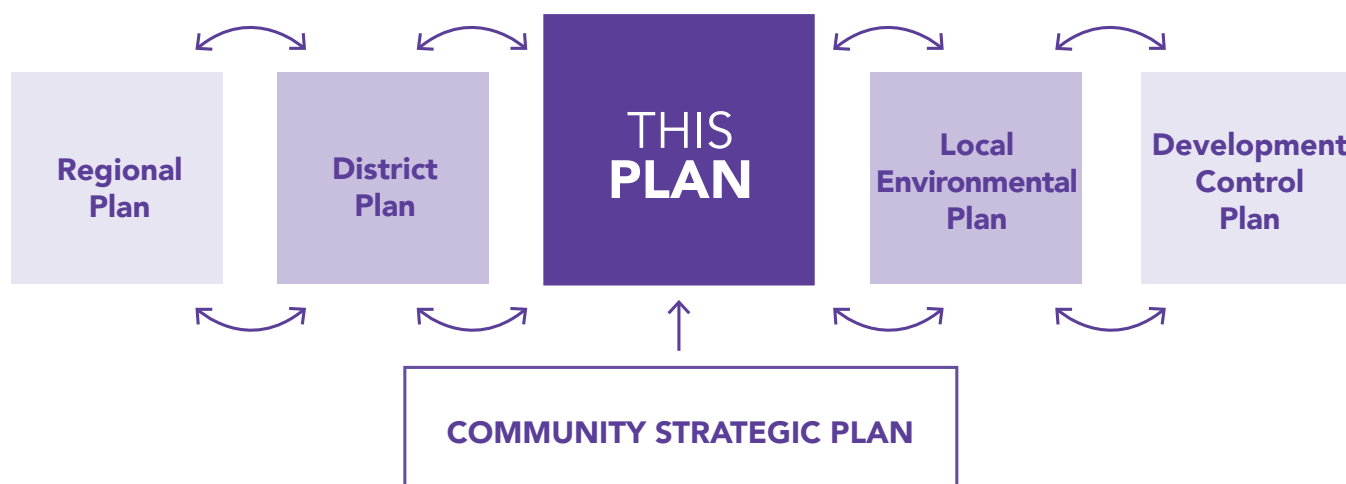 Regional
Plan
District
Plan
THIS
PLAN
Local
Environmental
Plan
Development
Control
Plan
COMMUNITY STRATEGIC PLAN